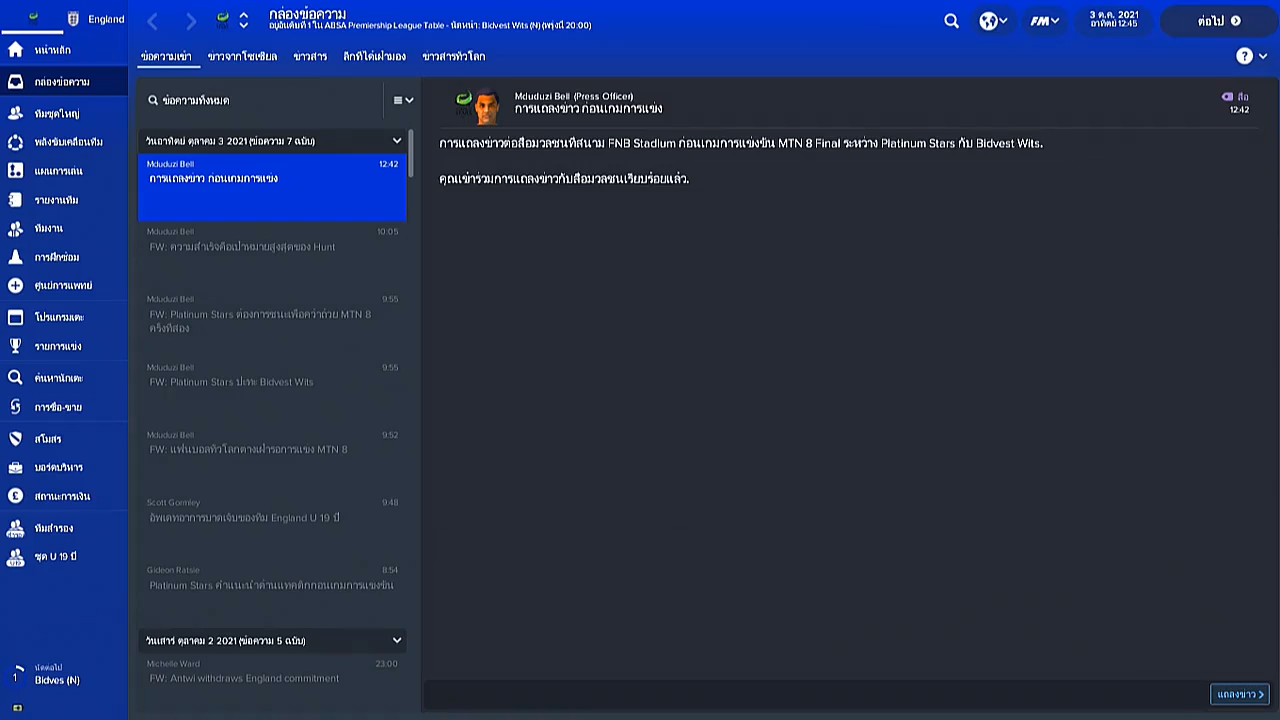 England
กล่องข้อความ
อยู่อันดับที่ 1 ใน ABSA Premiership League Table - นัดหน้า: Bidvest Wits (N) (พรุ่งนี้ 20:00)
FM
3 ต.ค. 2021
อาทิตย์ 12:45
ต่อไป
ข้อความเข้า
ข่าวจากโซเชียล
ข่าวสาร
ลีกที่ได้เฝ้ามอง
ข่าวสารทั่วโลก
?
หน้าหลัก
กล่องข้อความ
ทีมชุดใหญ่
พลังขับเคลื่อนทีม
แผนการเล่น
รายงานทีม
ทีมงาน
การฝึกซ้อม
ศูนย์การแพทย์
โปรแกรมเตะ
รายการแข่ง
ค้นหานักเตะ
การซื้อ-ขาย
สโมสร
บอร์ดบริหาร
สถานะการเงิน
ทีมสำรอง
ชุด U 19 ปี
1
นัดต่อไป
Bidves (N)
ข้อความทั้งหมด
วันอาทิตย์ ตุลาคม 3 2021 (ข้อความ 7 ฉบับ)
Mduduzi Bell 12:42
การแถลงข่าว ก่อนเกมการแข่ง
Mduduzi Bell 10:05
FW: ความสำเร็จคือเป้าหมายสูงสุดของ Hunt
Mduduzi Bell 9:55
FW: Platinum Stars ต้องการชนะเพื่อคว้าถ้วย MTN 8
ครั้งที่สอง
Mduduzi Bell 9:55
FW: Platinum Stars ปะทะ Bidvest Wits
Mduduzi Bell 9:52
FW: แฟนบอลทั่วโลกต่างเฝ้ารอการแข่ง MTN 8
Scott Gormley 9:48
อัพเดทอาการบาดเจ็บของทีม England U 19 ปี
Gideon Ratsie 8:54
Platinum Stars คำแนะนำด้านแทคติกก่อนเกมการแข่งขัน
วันเสาร์ ตุลาคม 2 2021 (ข้อความ 5 ฉบับ)
Michelle Ward 23:00
FW: Antwi withdraws England commitment
Mduduzi Bell (Press Officer)
การแถลงข่าว ก่อนเกมการแข่ง
สื่อ
12:42
การแถลงข่าวต่อสื่อมวลชนที่สนาม FNB Stadium ก่อนเกมการแข่งขัน MTN 8 Final ระหว่าง Platinum Stars กับ Bidvest Wits.
คุณเข้าร่วมการแถลงข่าวกับสื่อมวลชนเรียบร้อยแล้ว.
แถลงข่าว